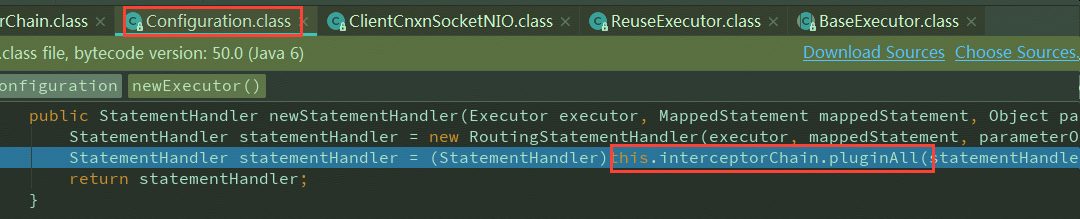 rChain.class × Configuration.class × ClientCnxnSocketNIO.class × ReuseExecutor.class × BaseExecutor.class ×
.class file, bytecode version: 50.0 (Java 6) Download Sources Choose Sources.
onfiguration newExecutor()
public StatementHandler newStatementHandler(Executor executor, MappedStatement mappedStatement, Object pa
StatementHandler statementHandler = new RoutingStatementHandler(executor, mappedStatement, parameterO
StatementHandler statementHandler = (StatementHandler)this.interceptorChain.pluginAll(statementHandle
return statementHandler;
}